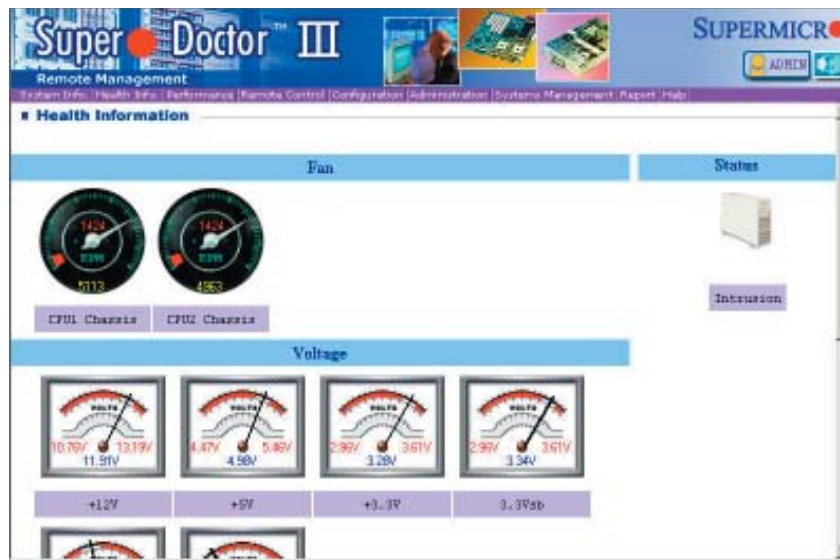 Super Doctor™ III
SUPERMICR
Remote Management
ADMIN
System Info. |Health Info. |Performance |Remote Control |Configuration |Administration |Systems Management |Report |Help|
Health Information
Fan
Status
1424
1424
5113
4963
CPU1 Chassis
CPU2 Chassis
Intrusion
Voltage
VOLTS
VOLTS
VOLTS
VOLTS
10.76V 13.19V
4.47V 5.46V
2.96V 3.61V
2.96V 3.61V
11.91V
4.98V
3.28V
3.34V
+12V
+5V
+3.3V
3.3Vsb